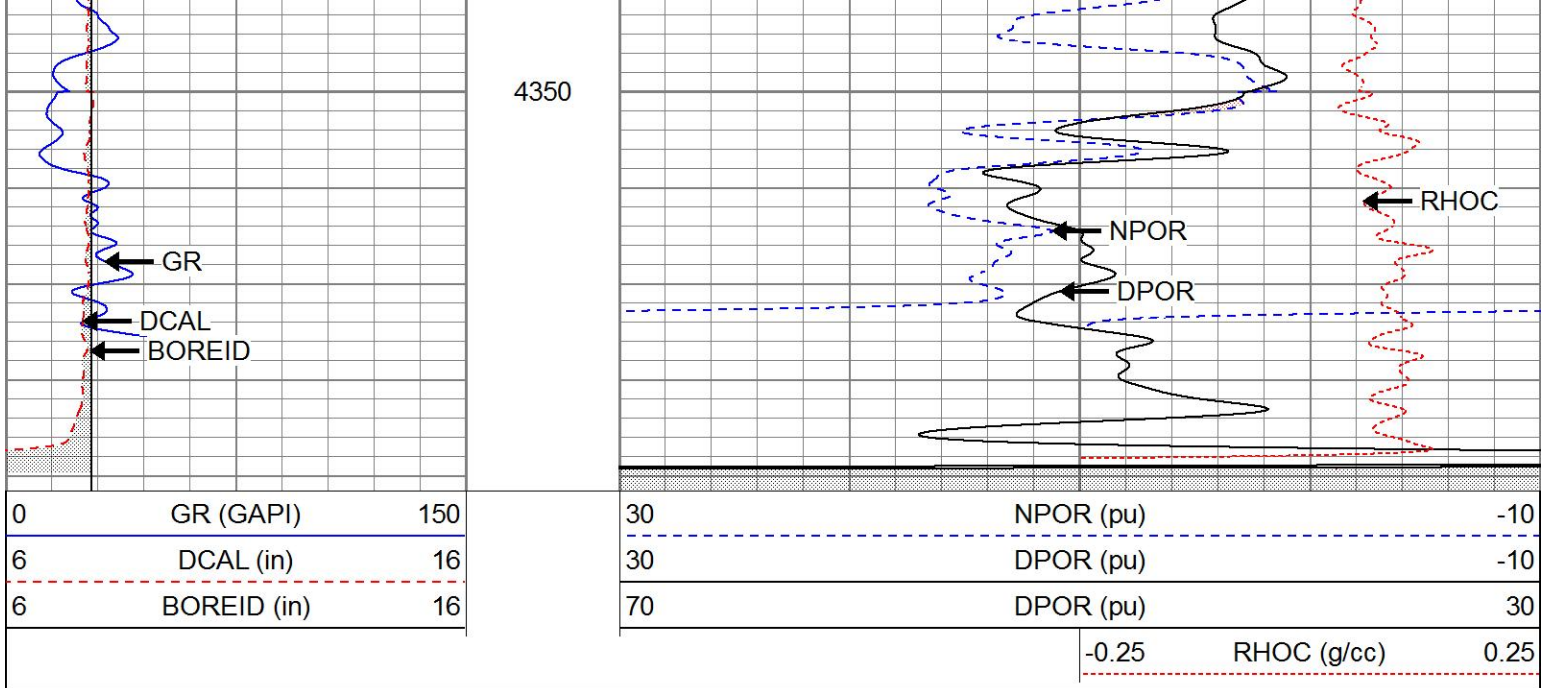 4350
RHOC
NPOR
GR
DPOR
DCAL
BOREID
0 GR (GAPI) 150
30 NPOR (pu) -10
6 DCAL (in) 16
30 DPOR (pu) -10
6 BOREID (in) 16
70 DPOR (pu) 30
-0.25 RHOC (g/cc) 0.25